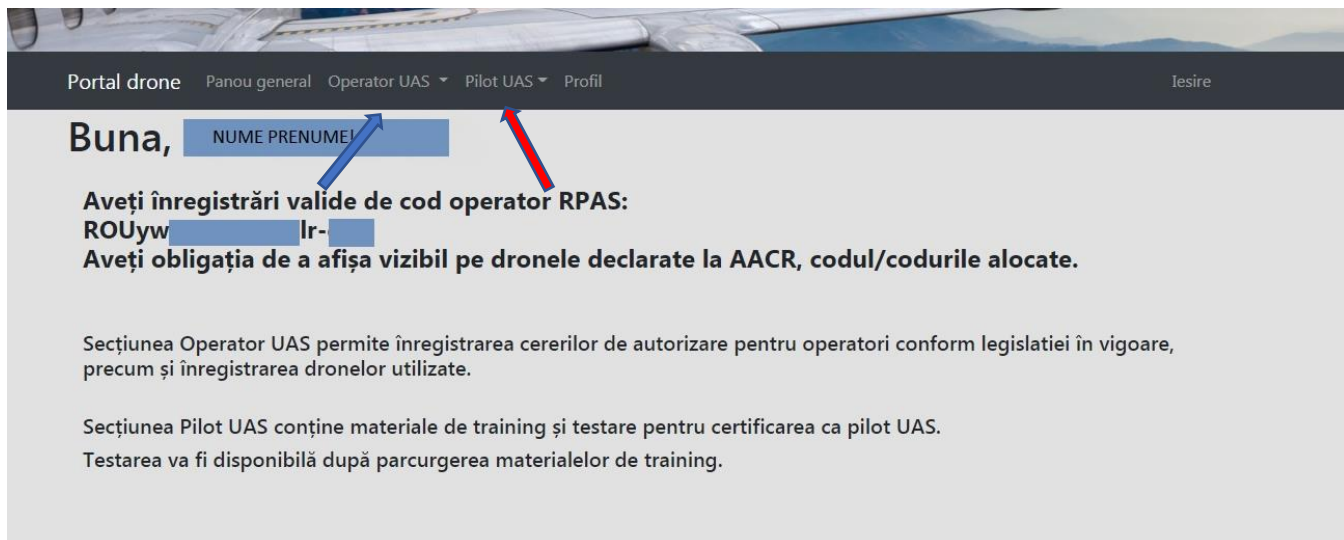 Portal drone Panou general Operator UAS Pilot UAS Profil Iesire
Buna, NUME PRENUME
Aveți înregistrări valide de cod operator RPAS:
ROUyw lr-
Aveți obligația de a afișa vizibil pe dronele declarate la AACR, codul/codurile alocate.
Secțiunea Operator UAS permite înregistrarea cererilor de autorizare pentru operatori conform legislatiei în vigoare,
precum și înregistrarea dronelor utilizate.
Secțiunea Pilot UAS conține materiale de training și testare pentru certificarea ca pilot UAS.
Testarea va fi disponibilă după parcurgerea materialelor de training.